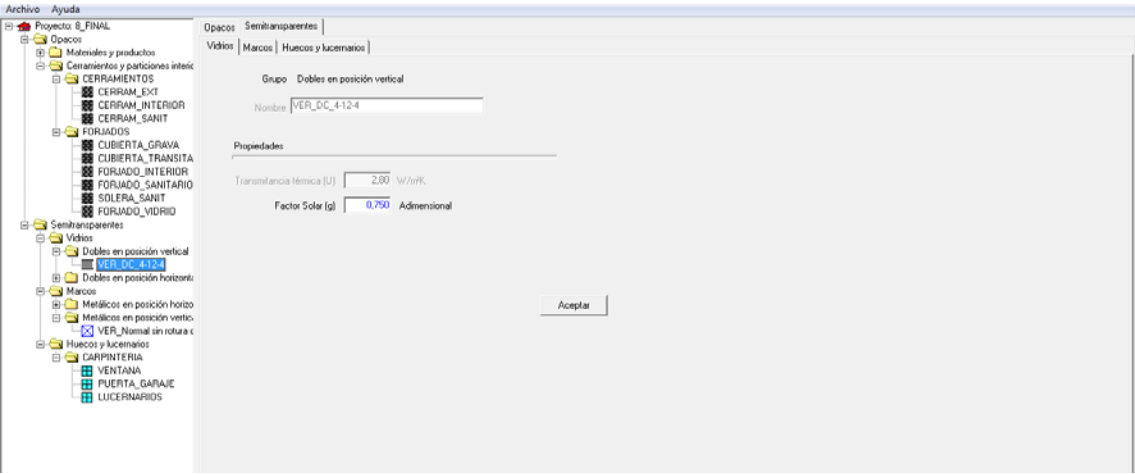 Archivo Ayuda
Proyecto: 8_FINAL
Opacos
Materiales y productos
Cerramientos y particiones interic
CERRAMIENTOS
CERRAM_EXT
CERRAM_INTERIOR
CERRAM_SANIT
FORJADOS
CUBIERTA_GRAVA
CUBIERTA_TRANSITA
FORJADO_INTERIOR
FORJADO_SANITARIO
SOLERA_SANIT
FORJADO_VIDRIO
Semitransparentes
Vidrios
Dobles en posición vertical
VER_DC_4-12-4
Dobles en posición horizonta
Marcos
Metálicos en posición horizo
Metálicos en posición vertic
VER_Normal sin rotura d
Huecos y lucernarios
CARPINTERIA
VENTANA
PUERTA_GARAJE
LUCERNARIOS
Opacos Semitransparentes
Vidrios Marcos Huecos y lucernarios
Grupo Dobles en posición vertical
Nombre VER_DC_4-12-4
Propiedades
Transmitancia térmica (U) 2,80 W/m²K
Factor Solar (g) 0,750 Adimensional
Aceptar